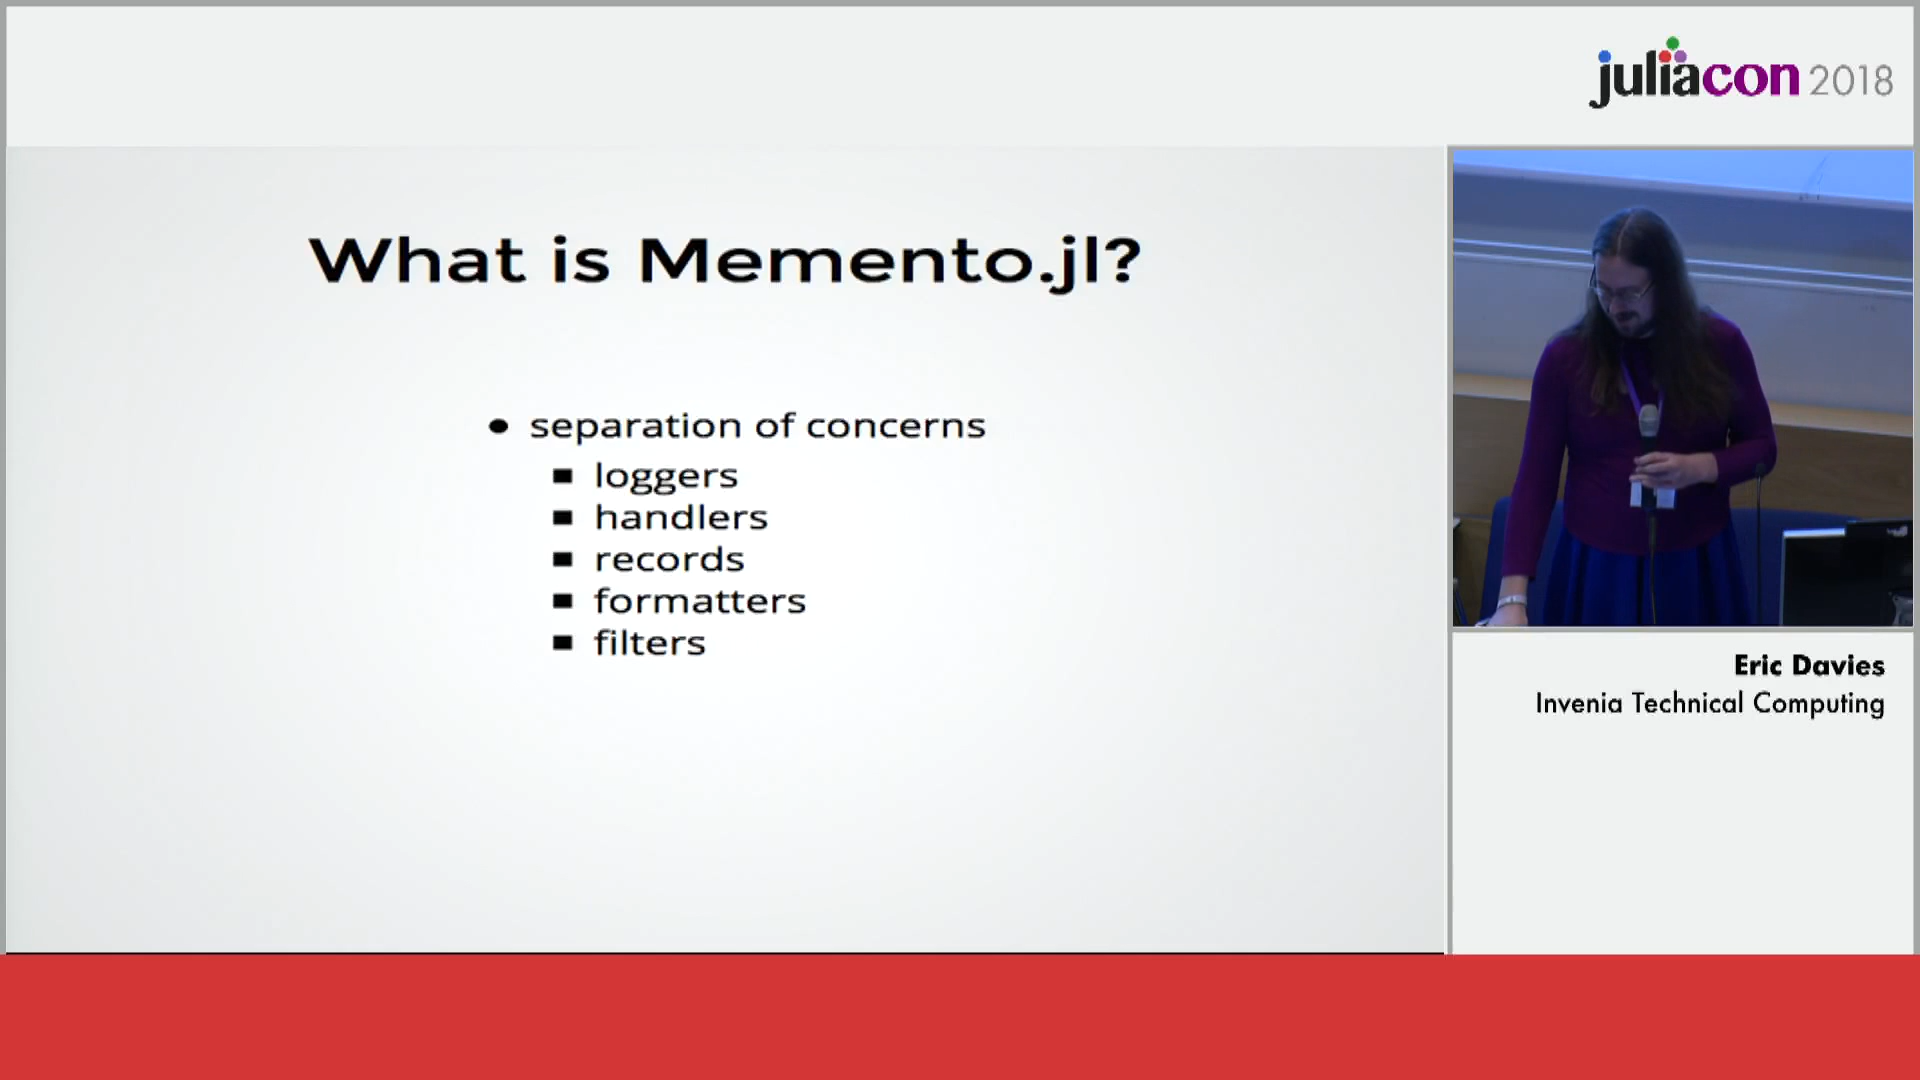 juliacon 2018
What is Memento.jl?
separation of concerns
loggers
handlers
records
formatters
filters
Eric Davies
Invenia Technical Computing